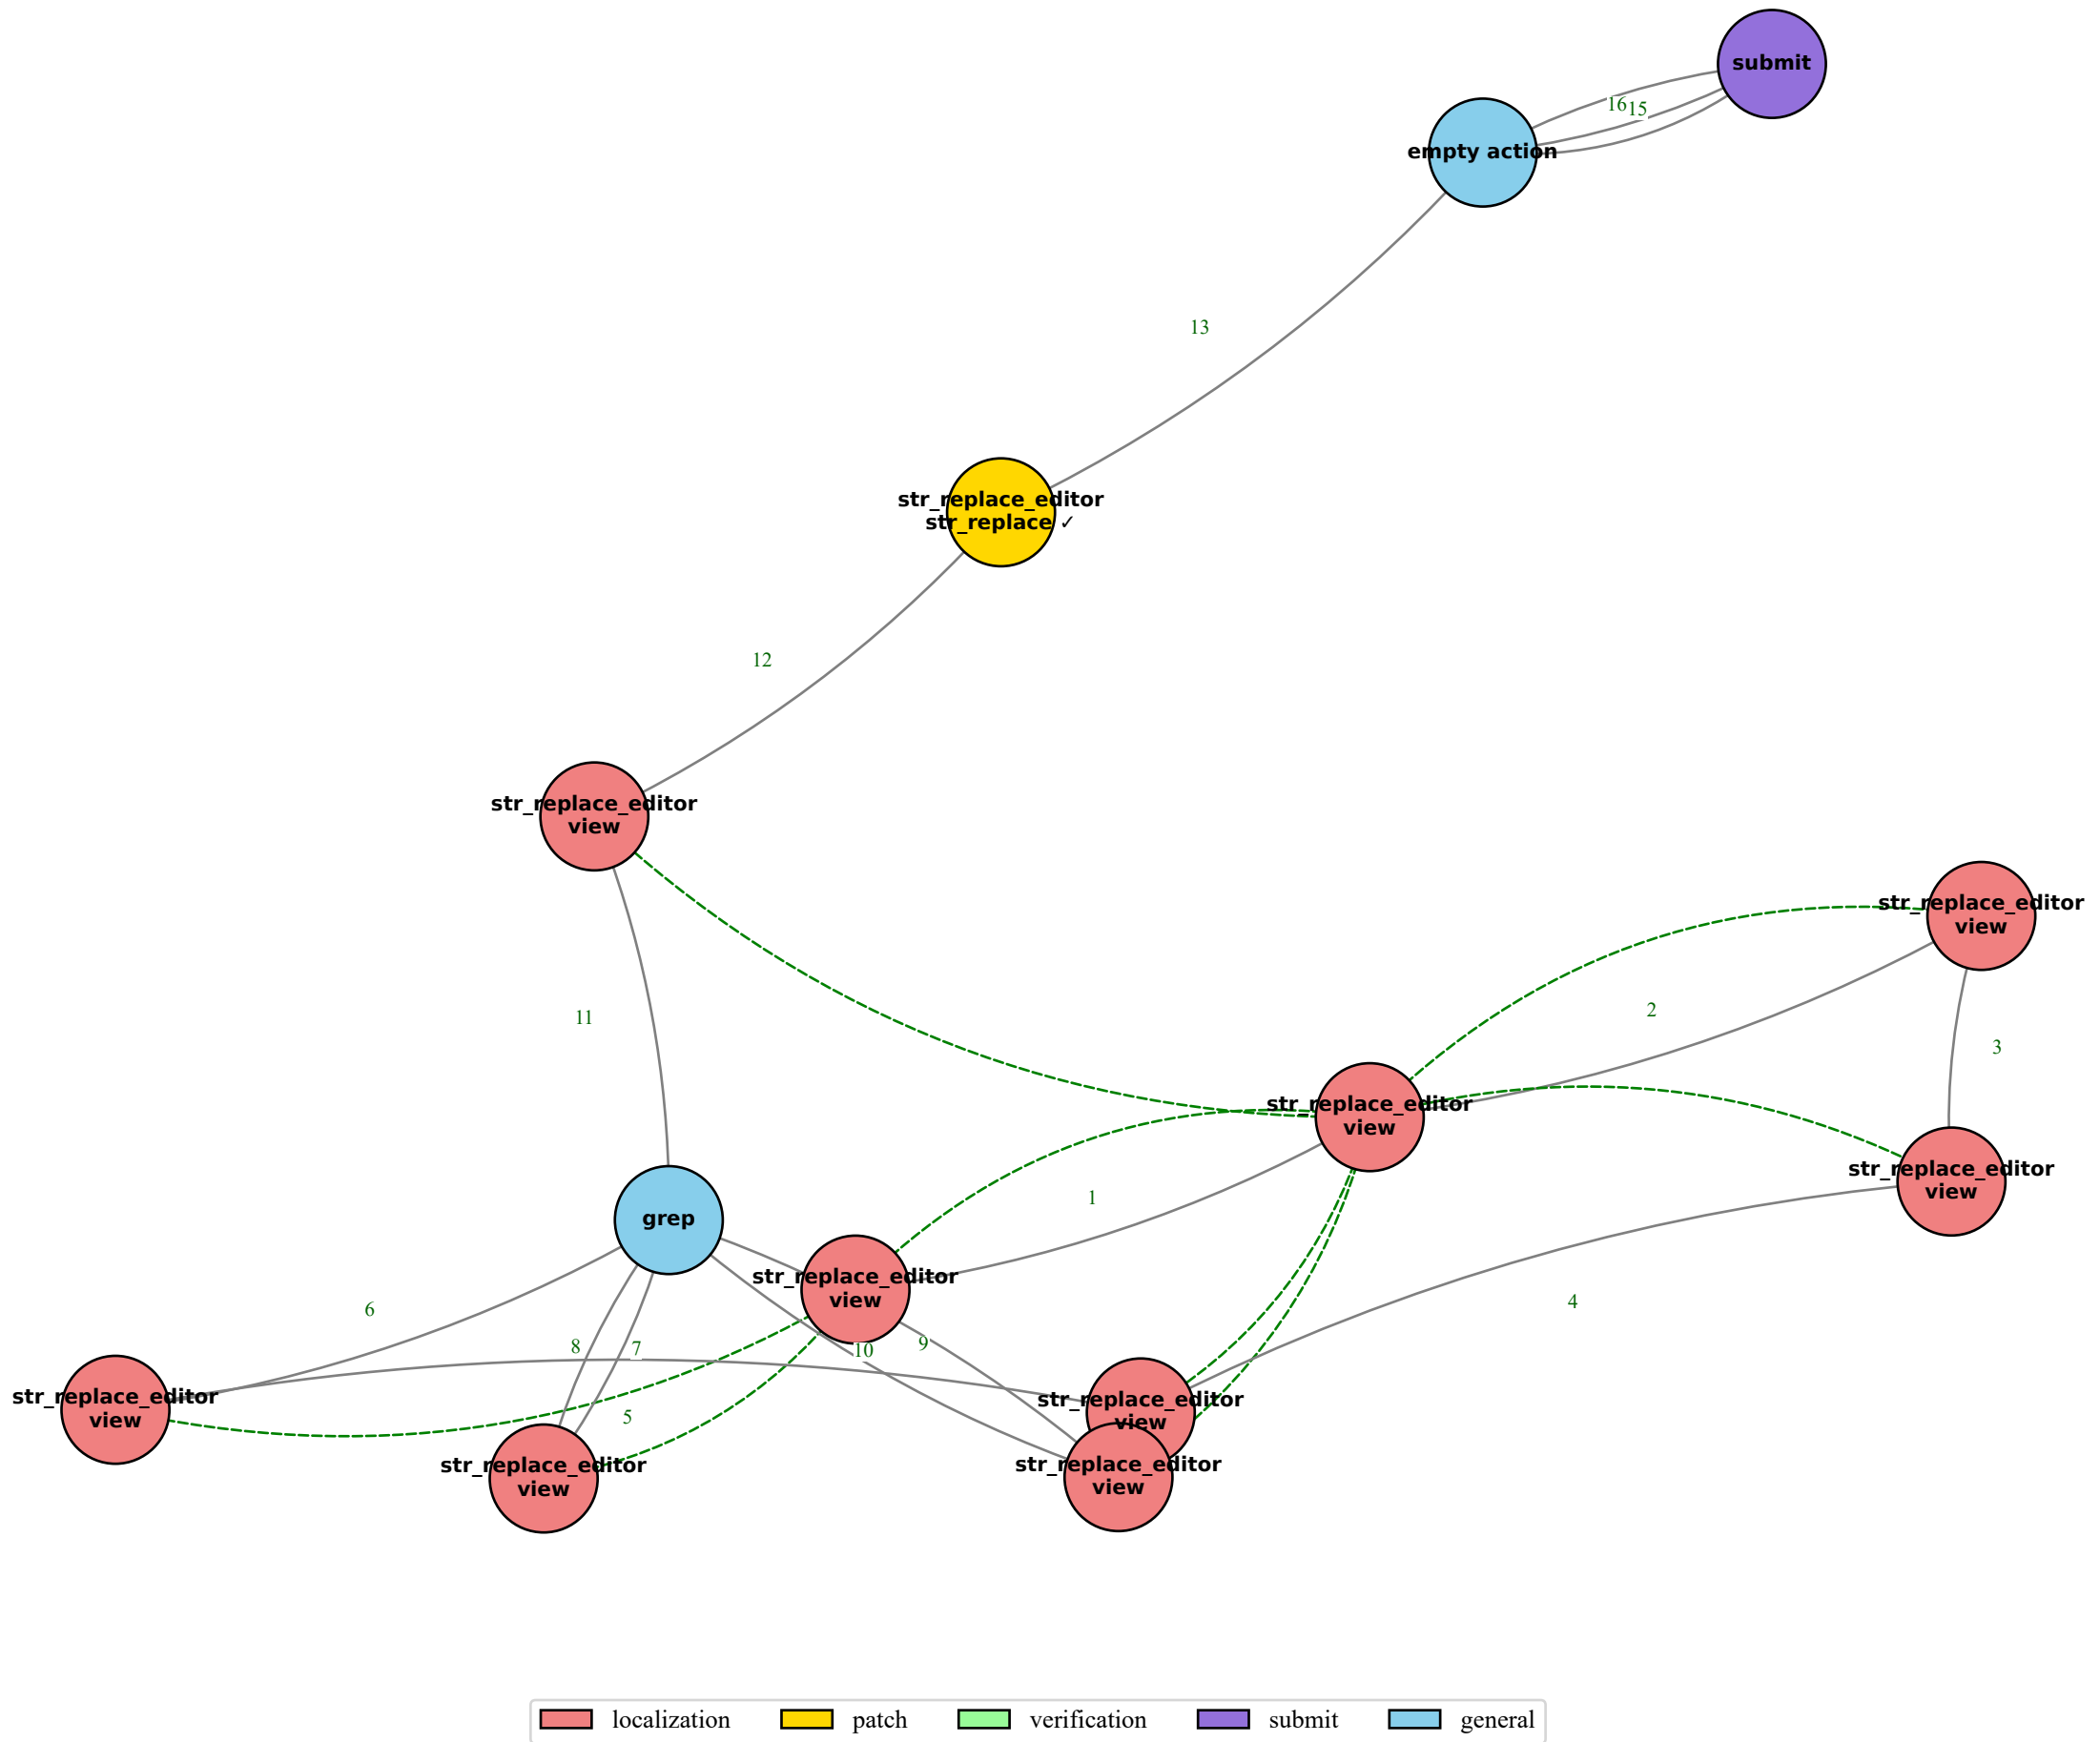 submit
16
15
empty action
13
str_replace_editor
str_replace ✓
12
str_replace_editor
view
str_replace_editor
view
2
11
3
str_replace_editor
view
str_replace_editor
view
1
grep
str_replace_editor
view
4
6
8
7
10
9
str_replace_editor
view
str_replace_editor
view
5
str_replace_editor
view
str_replace_editor
view
localization
patch
verification
submit
general